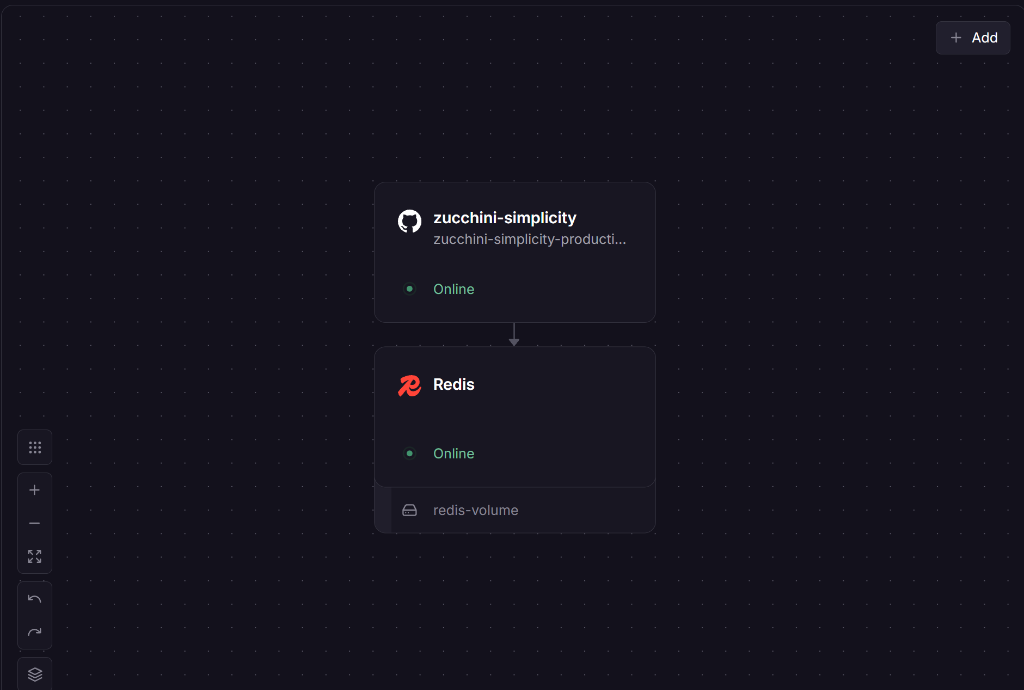 Add
zucchini-simplicity
zucchini-simplicity-producti...
Online
Redis
Online
redis-volume